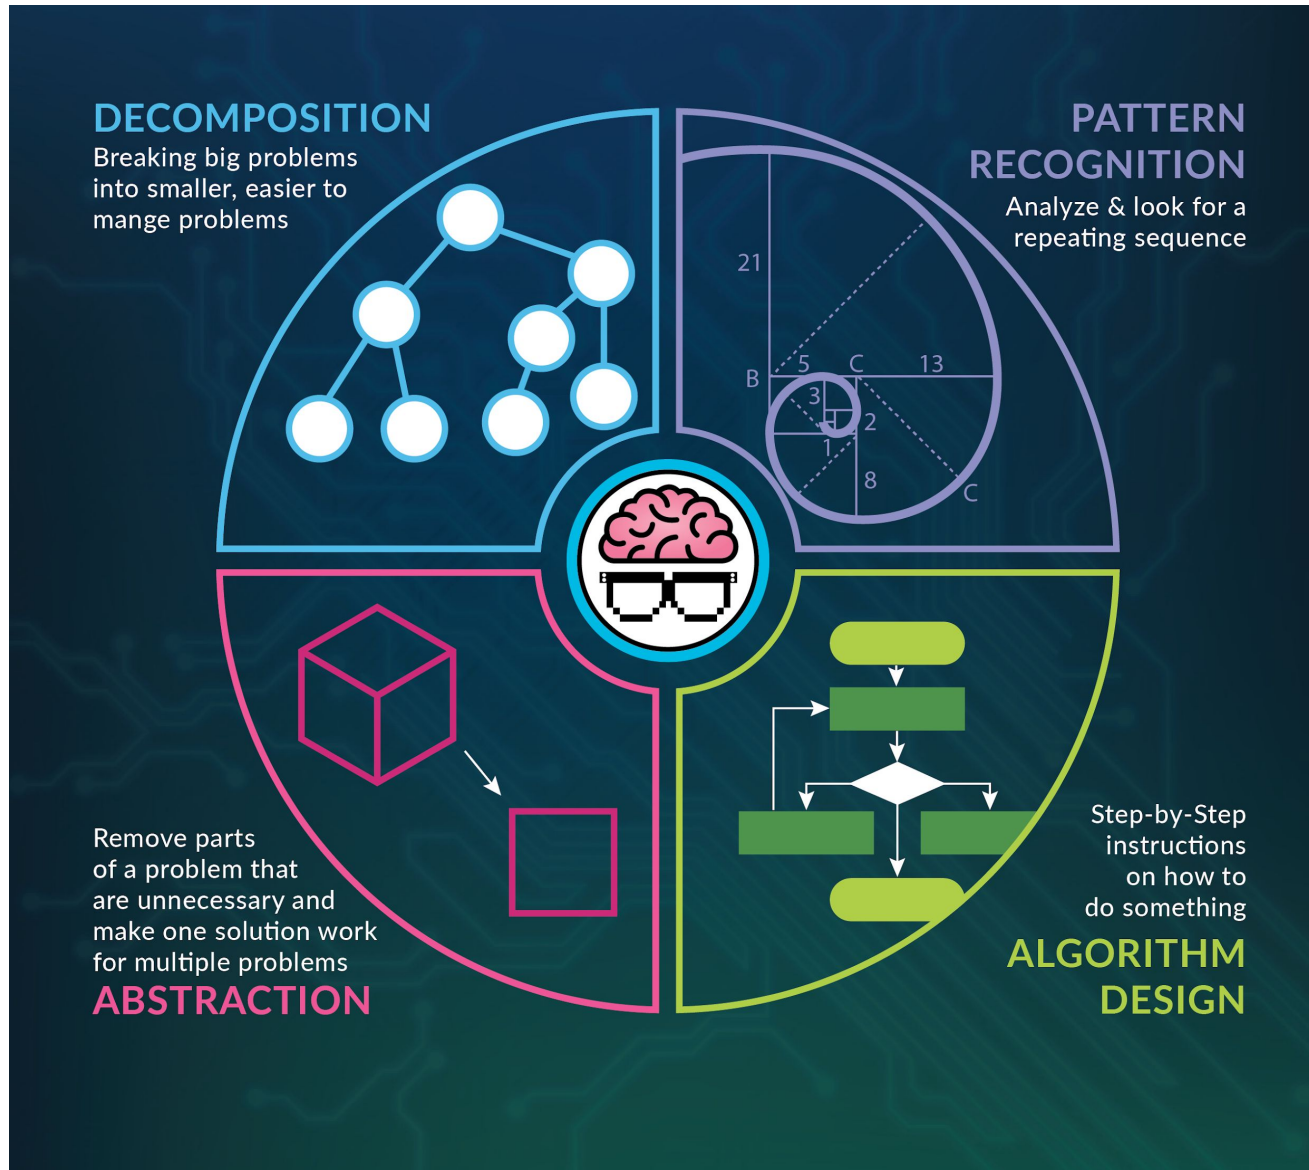 DECOMPOSITION
Breaking big problems
into smaller, easier to
mange problems
PATTERN
RECOGNITION
Analyze & look for a
repeating sequence
21
5
C
13
B
3
2
1
8
C
Remove parts
of a problem that
are unnecessary and
make one solution work
for multiple problems
ABSTRACTION
Step-by-Step
instructions
on how to
do something
ALGORITHM
DESIGN